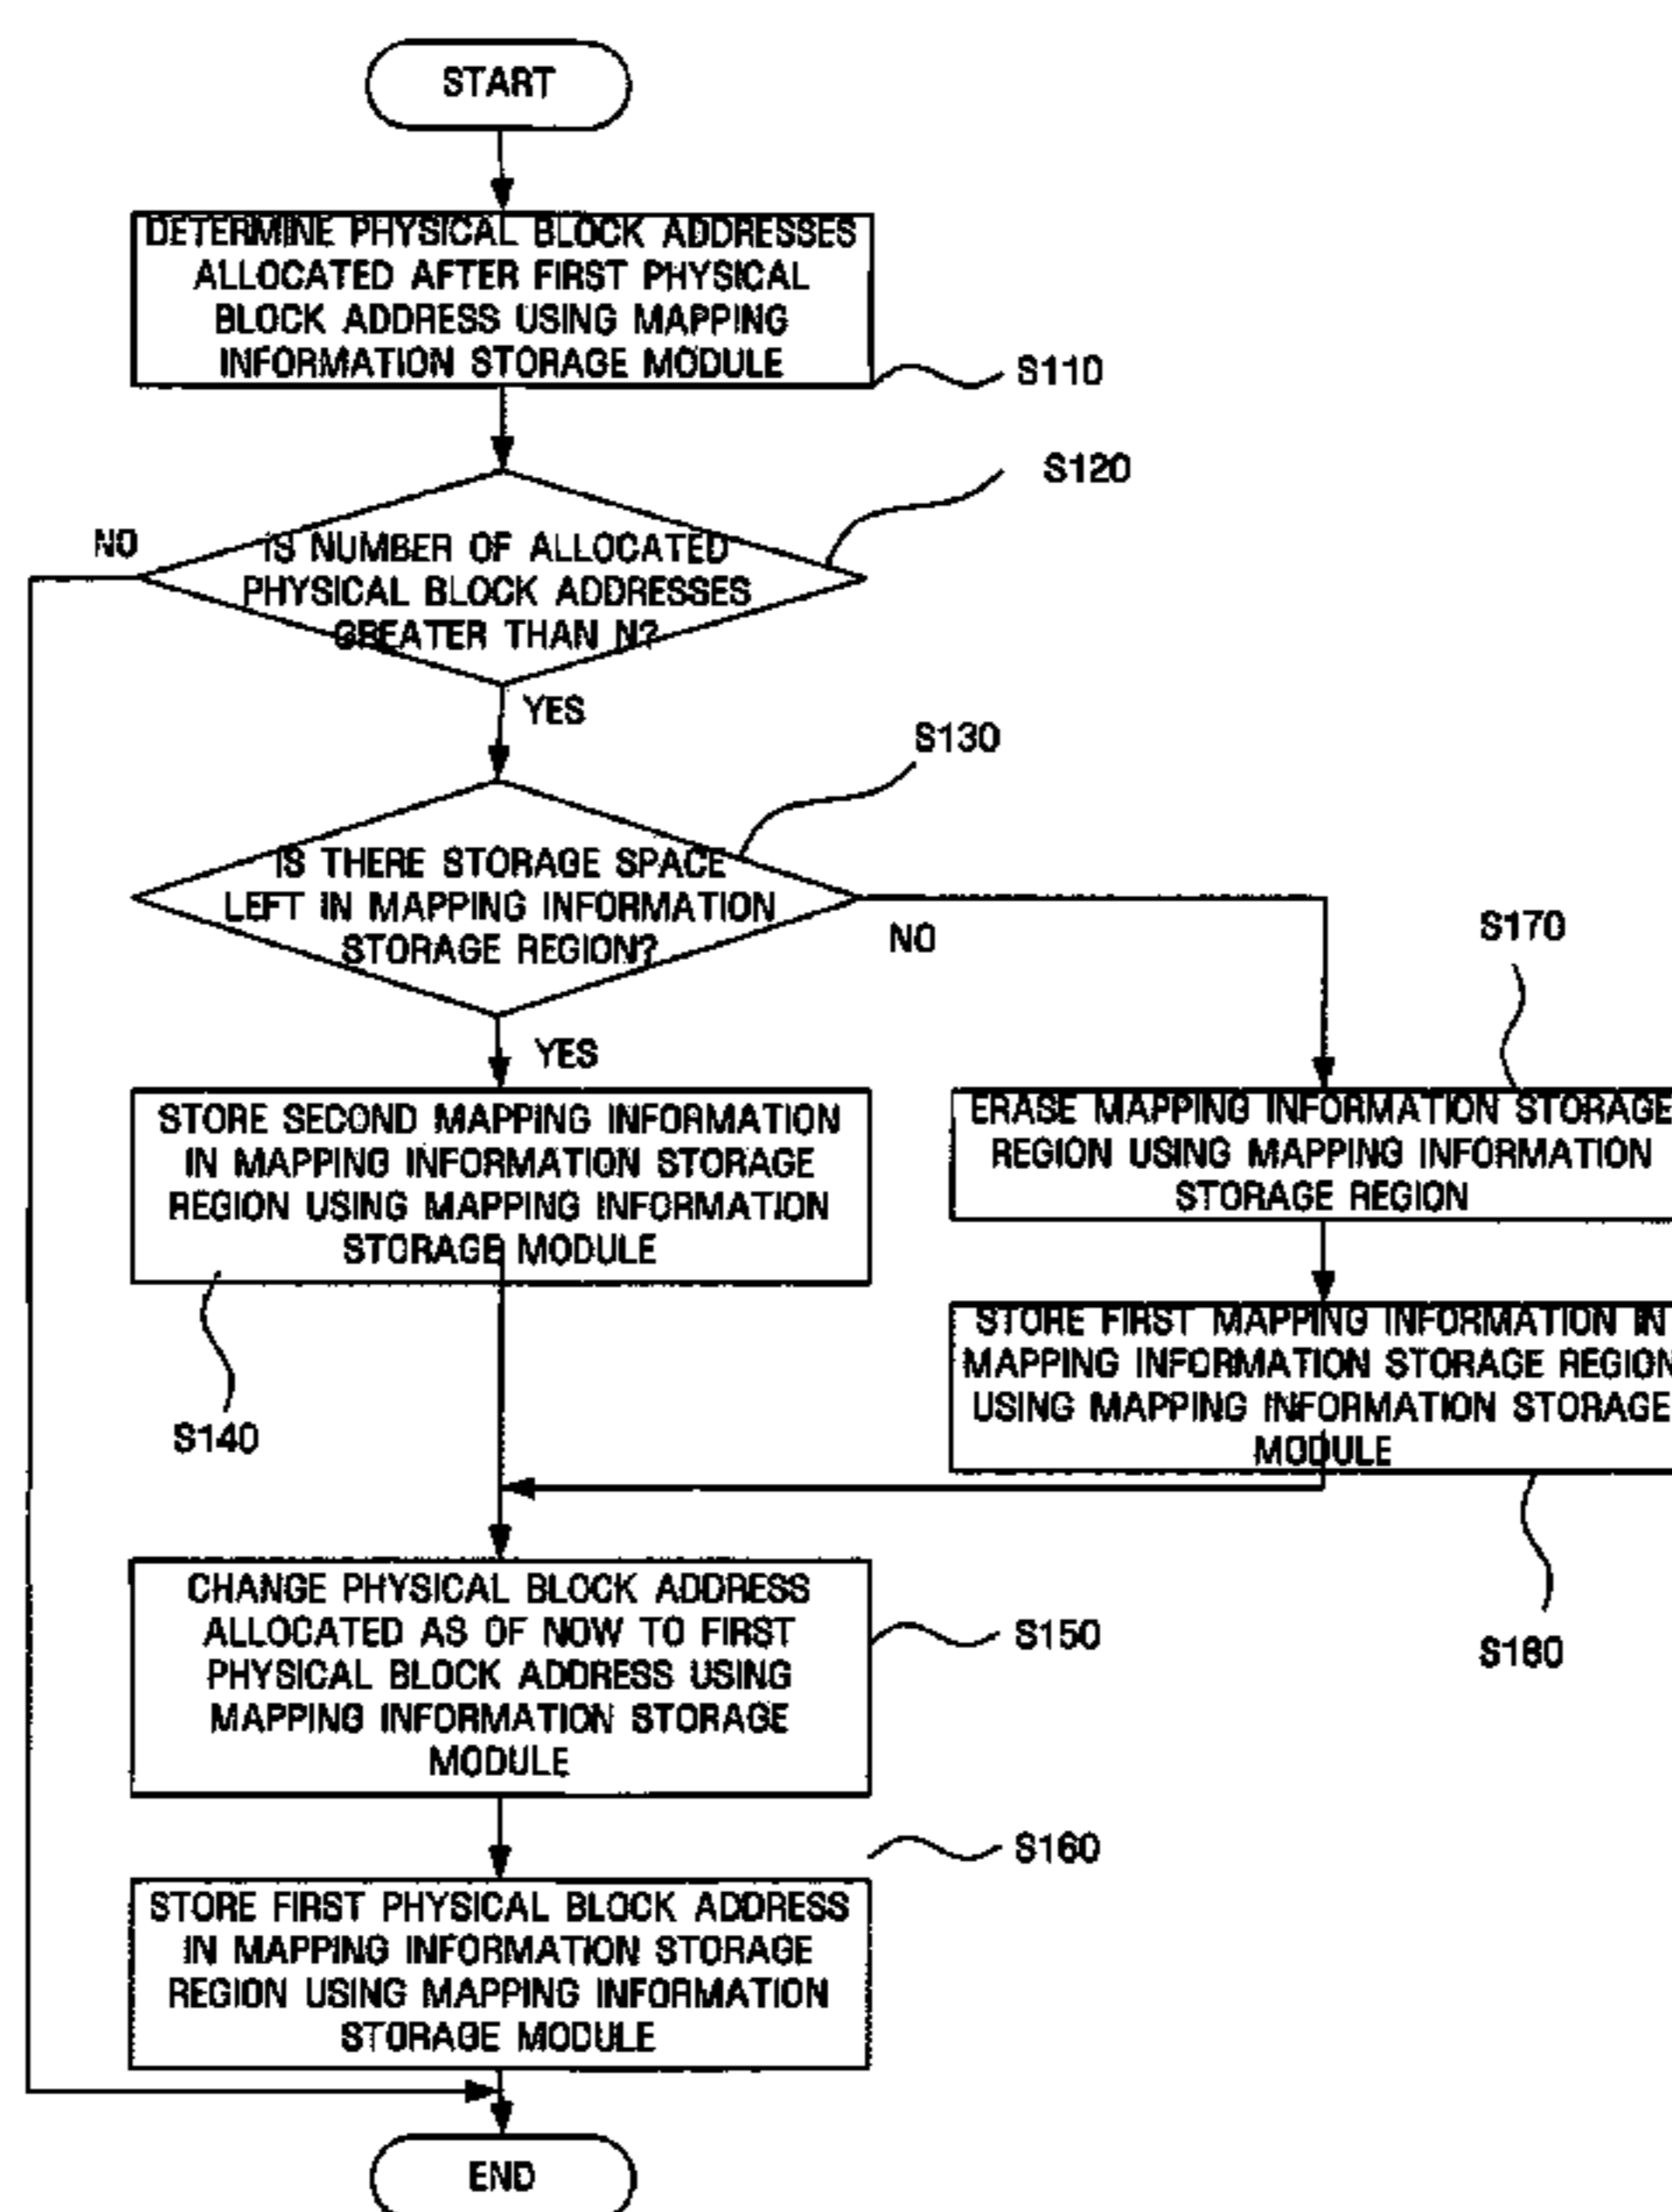 START
DETERMINE PHYSICAL BLOCK ADDRESSES
ALLOCATED AFTER FIRST PHYSICAL
BLOCK ADDRESS USING MAPPING
INFORMATION STORAGE MODULE
S110
S120
NO
IS NUMBER OF ALLOCATED
PHYSICAL BLOCK ADDRESSES
GREATER THAN N?
YES
S130
IS THERE STORAGE SPACE
LEFT IN MAPPING INFORMATION
STORAGE REGION?
NO
YES
S170
STORE SECOND MAPPING INFORMATION
IN MAPPING INFORMATION STORAGE
REGION USING MAPPING INFORMATION
STORAGE MODULE
S140
ERASE MAPPING INFORMATION STORAGE
REGION USING MAPPING INFORMATION
STORAGE REGION
STORE FIRST MAPPING INFORMATION IN
MAPPING INFORMATION STORAGE REGION
USING MAPPING INFORMATION STORAGE
MODULE
S180
CHANGE PHYSICAL BLOCK ADDRESS
ALLOCATED AS OF NOW TO FIRST
PHYSICAL BLOCK ADDRESS USING
MAPPING INFORMATION STORAGE
MODULE
S150
S160
STORE FIRST PHYSICAL BLOCK ADDRESS
IN MAPPING INFORMATION STORAGE
REGION USING MAPPING INFORMATION
STORAGE MODULE
END